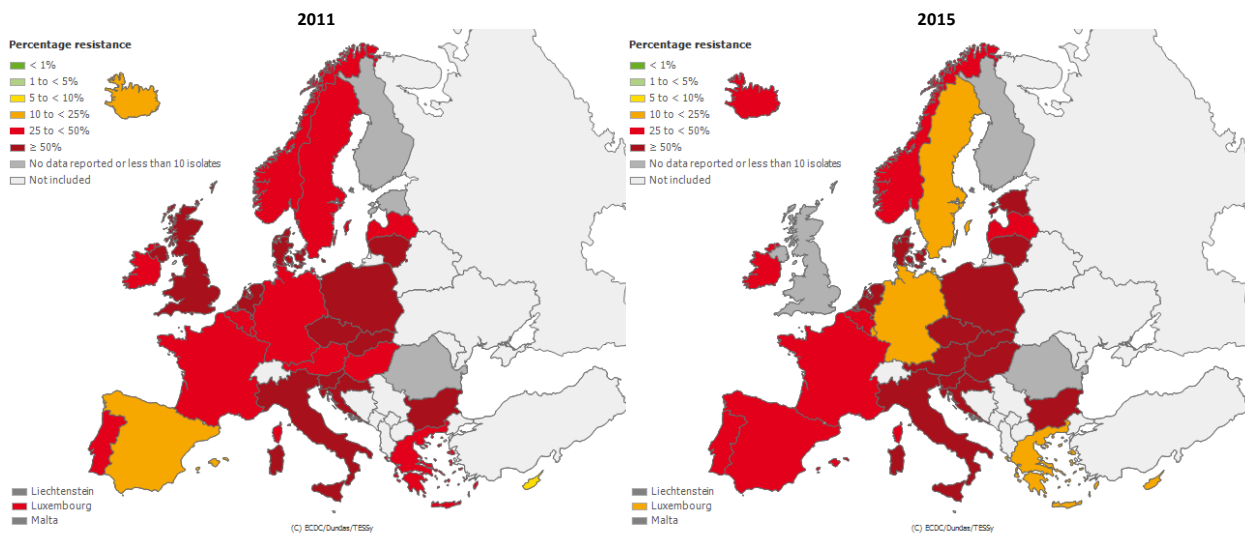 2011
Percentage resistance
< 1%
1 to < 5%
5 to < 10%
10 to < 25%
25 to < 50%
≥ 50%
No data reported or less than 10 isolates
Not included
Liechtenstein
Luxembourg
Malta
(C) ECDC/Dundas/TESSy
2015
Percentage resistance
< 1%
1 to < 5%
5 to < 10%
10 to < 25%
25 to < 50%
≥ 50%
No data reported or less than 10 isolates
Not included
Liechtenstein
Luxembourg
Malta
(C) ECDC/Dundas/TESSy